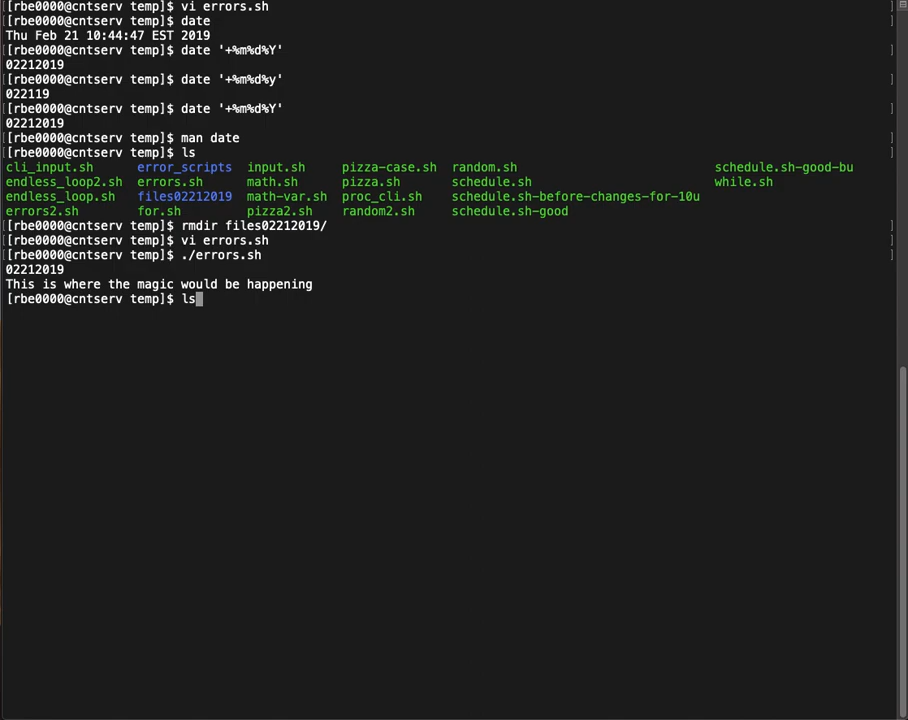 [rbe0000@cntserv temp]$ vi errors.sh
[rbe0000@cntserv temp]$ date
Thu Feb 21 10:44:47 EST 2019
[rbe0000@cntserv temp]$ date '+%m%d%Y'
02212019
[rbe0000@cntserv temp]$ date '+%m%d%y'
022119
[rbe0000@cntserv temp]$ date '+%m%d%Y'
02212019
[rbe0000@cntserv temp]$ man date
[rbe0000@cntserv temp]$ ls
cli_input.sh error_scripts input.sh pizza-case.sh random.sh schedule.sh-good-bu
endless_loop2.sh errors.sh math.sh pizza.sh schedule.sh while.sh
endless_loop.sh files02212019 math-var.sh proc_cli.sh schedule.sh-before-changes-for-10u
errors2.sh for.sh pizza2.sh random2.sh schedule.sh-good
[rbe0000@cntserv temp]$ rmdir files02212019/
[rbe0000@cntserv temp]$ vi errors.sh
[rbe0000@cntserv temp]$ ./errors.sh
02212019
This is where the magic would be happening
[rbe0000@cntserv temp]$ ls